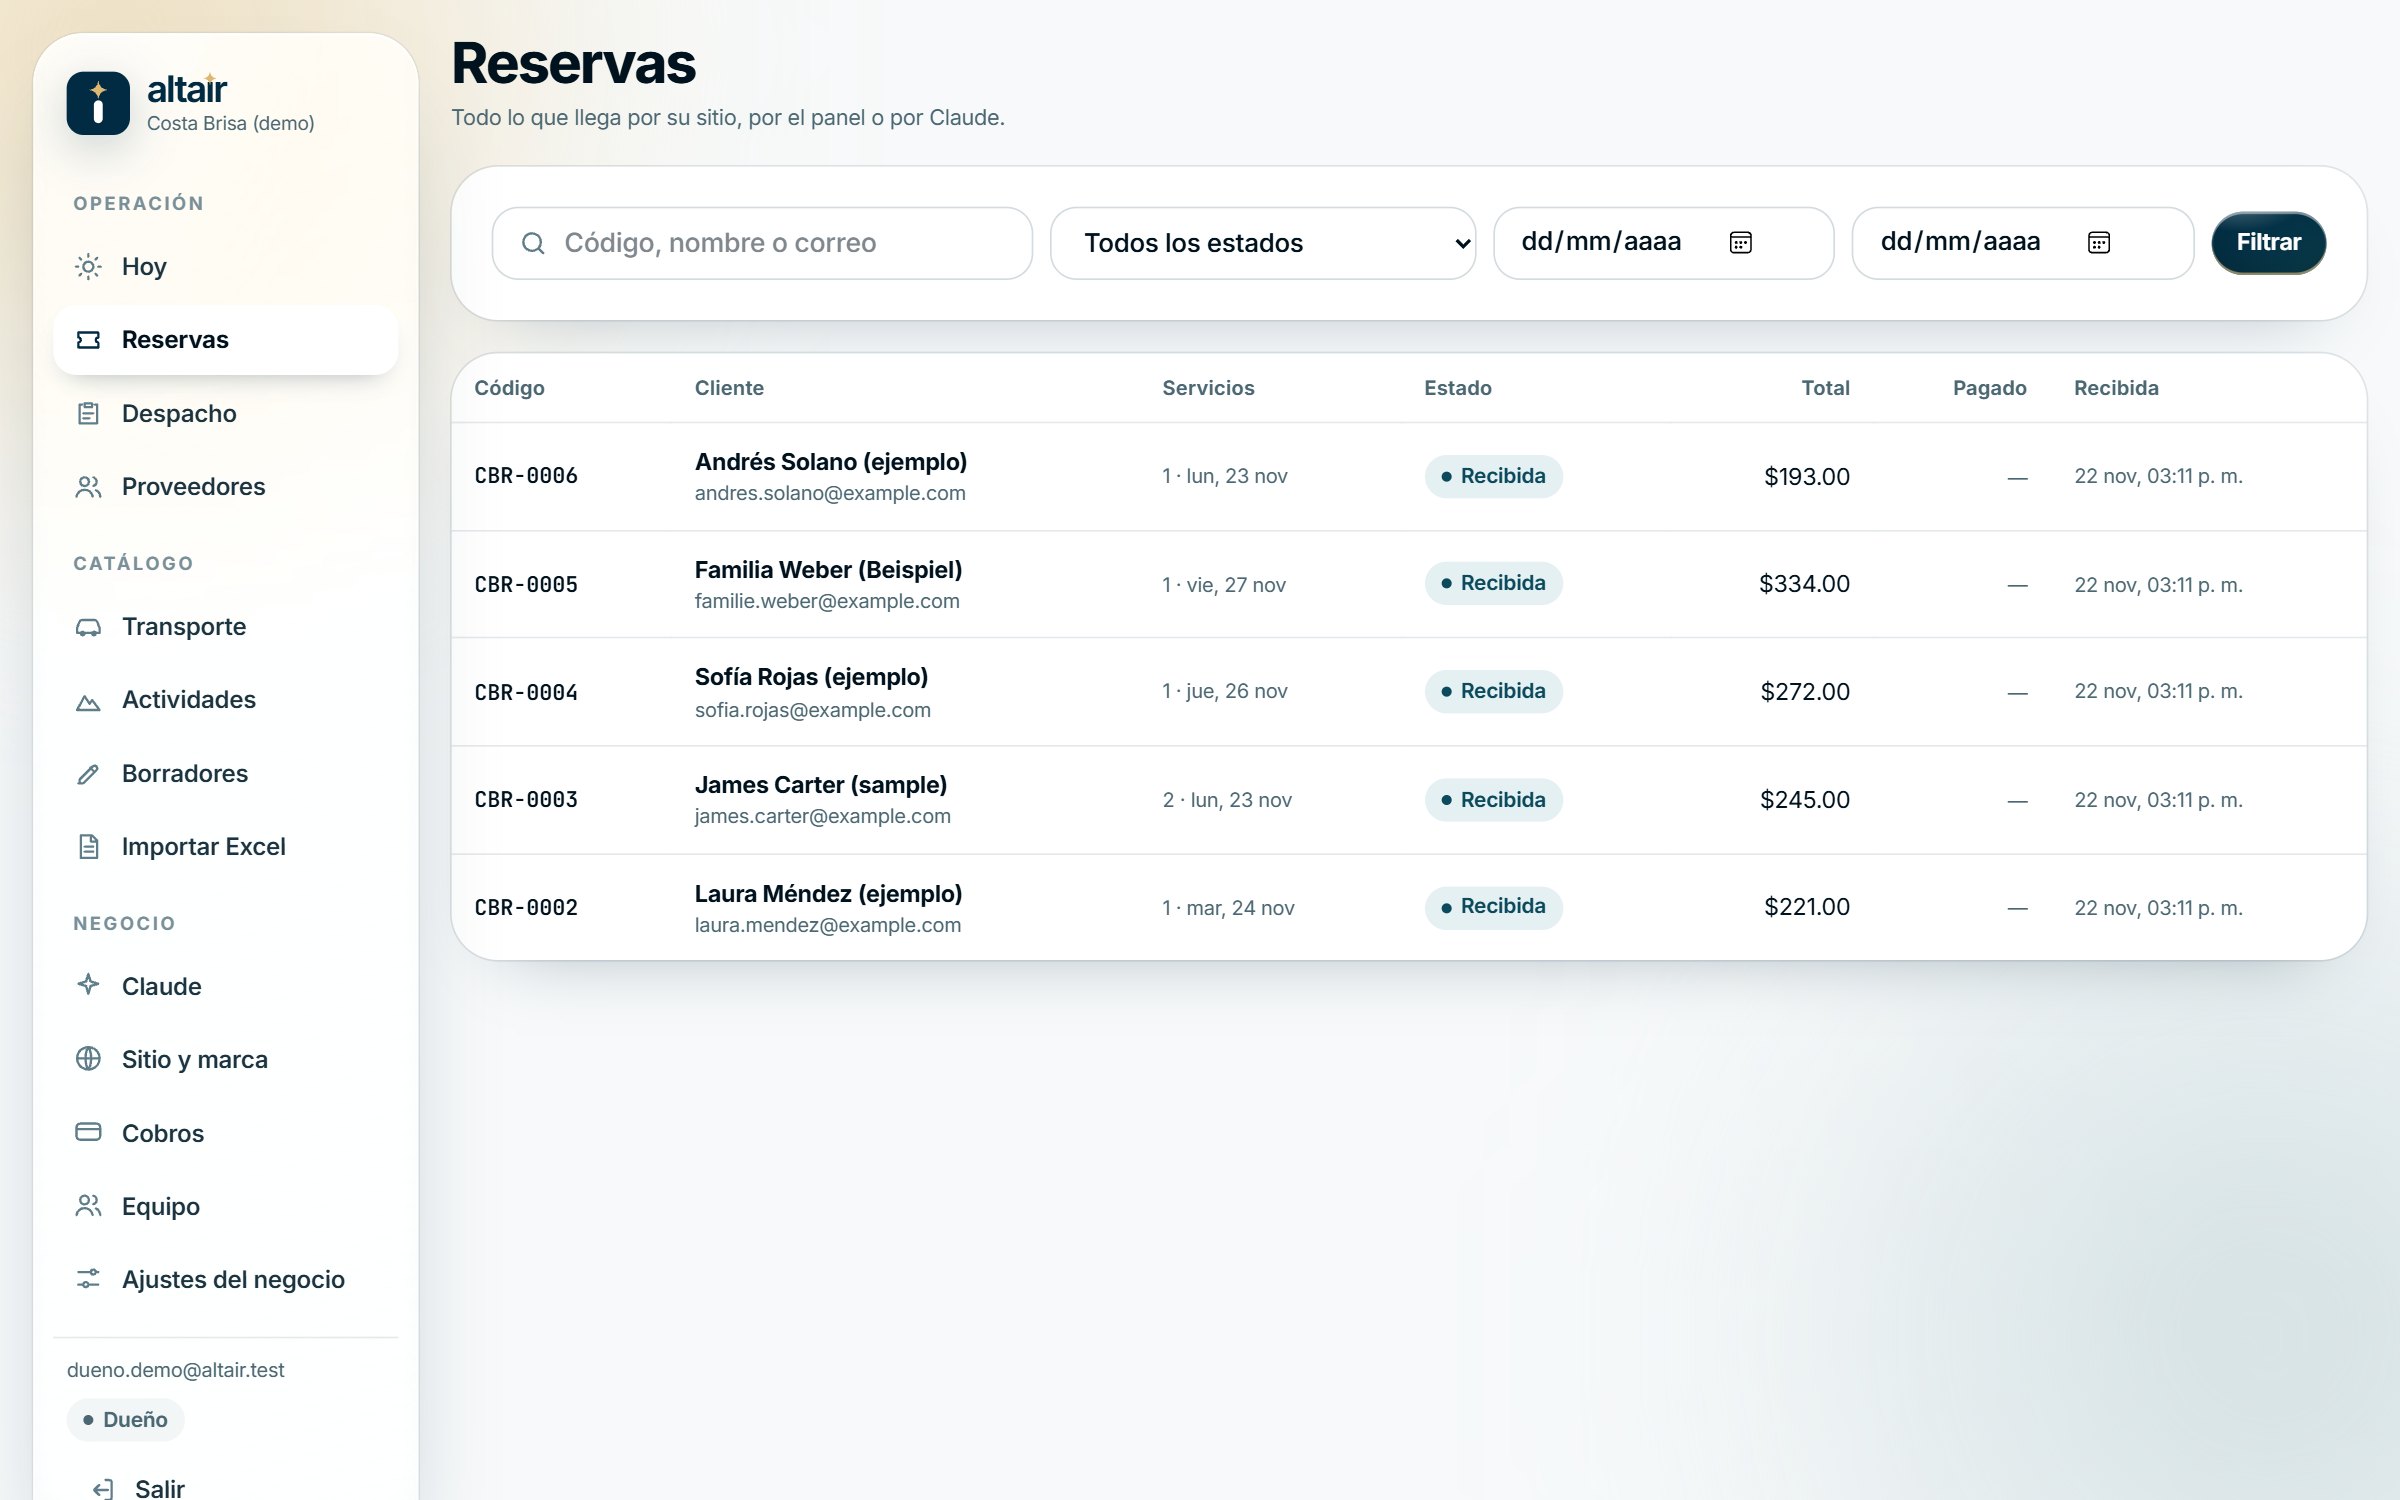 altair
Costa Brisa (demo)
OPERACIÓN
Hoy
Reservas
Despacho
Proveedores
CATÁLOGO
Transporte
Actividades
Borradores
Importar Excel
NEGOCIO
Claude
Sitio y marca
Cobros
Equipo
Ajustes del negocio
dueno.demo@altair.test
Dueño
Salir
Reservas
Todo lo que llega por su sitio, por el panel o por Claude.
Código, nombre o correo Todos los estados dd/mm/aaaa dd/mm/aaaa Filtrar
Código Cliente Servicios Estado Total Pagado Recibida
CBR-0006 Andrés Solano (ejemplo) 1 · lun, 23 nov Recibida $193.00 — 22 nov, 03:11 p. m.
andres.solano@example.com
CBR-0005 Familia Weber (Beispiel) 1 · vie, 27 nov Recibida $334.00 — 22 nov, 03:11 p. m.
familie.weber@example.com
CBR-0004 Sofía Rojas (ejemplo) 1 · jue, 26 nov Recibida $272.00 — 22 nov, 03:11 p. m.
sofia.rojas@example.com
CBR-0003 James Carter (sample) 2 · lun, 23 nov Recibida $245.00 — 22 nov, 03:11 p. m.
james.carter@example.com
CBR-0002 Laura Méndez (ejemplo) 1 · mar, 24 nov Recibida $221.00 — 22 nov, 03:11 p. m.
laura.mendez@example.com